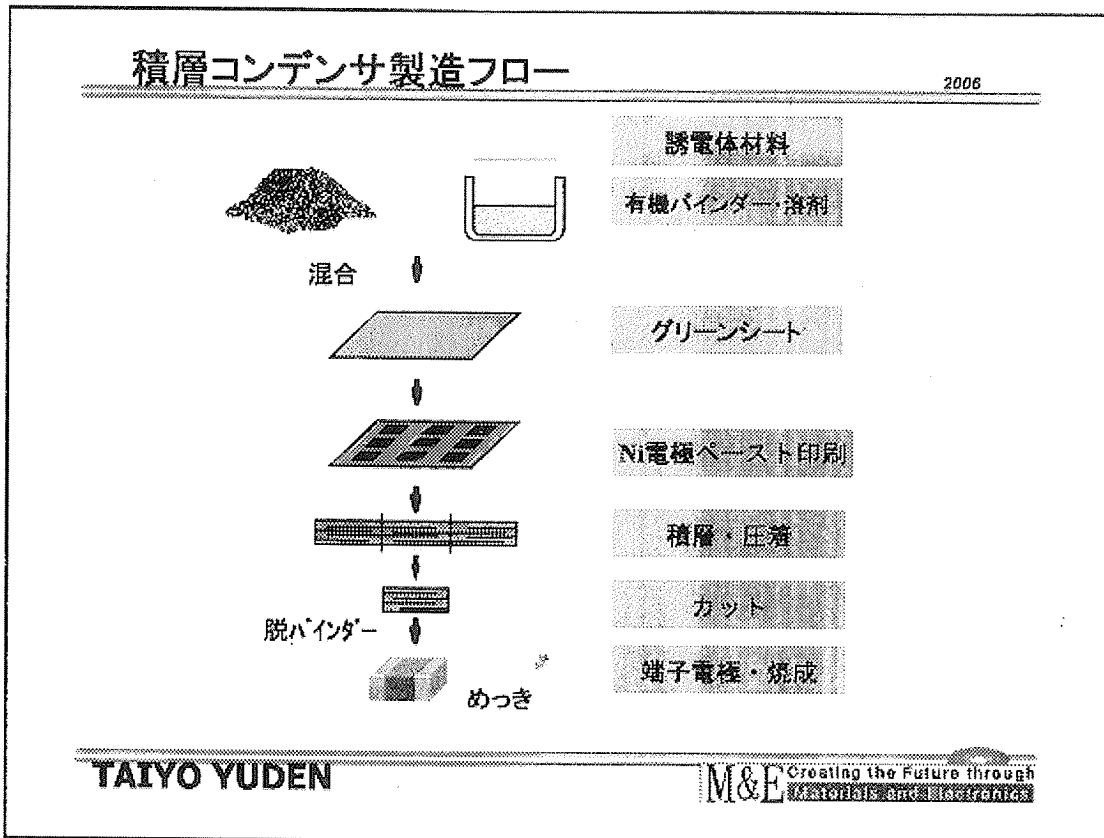 積層コンデンサ製造フロー
2006
誘電体材料
有機バインダー・溶剤
混合
グリーンシート
Ni電極ペースト印刷
積層・圧着
カット
脱バインダー
端子電極・焼成
めっき
TAIYO YUDEN
M&E Creating the Future through
Materials and Electronics